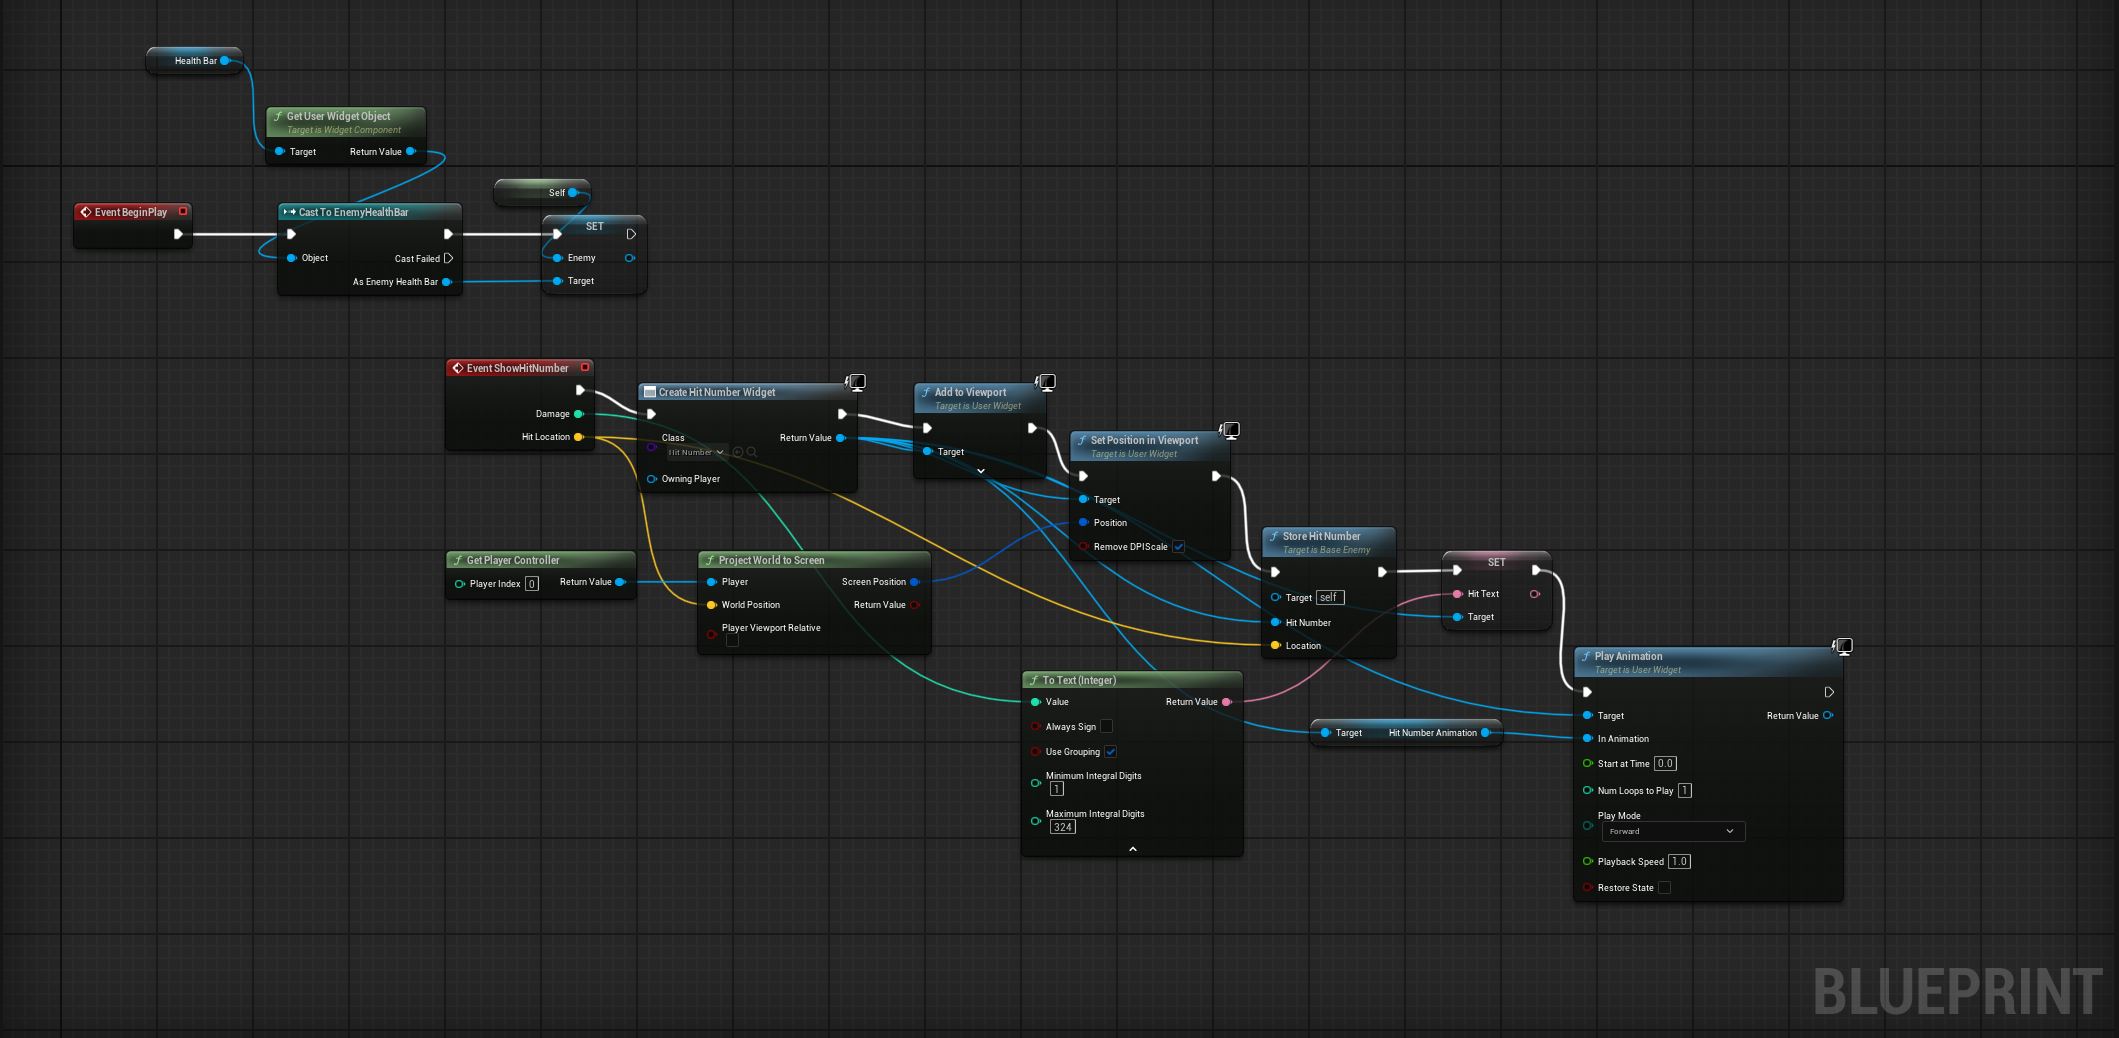 Health Bar
Get User Widget Object
Target is Widget Component
Target Return Value
Self
Event BeginPlay
Cast To EnemyHealthBar
Object
Cast Failed
As Enemy Health Bar
SET
Enemy
Target
Event ShowHitNumber
Damage
Hit Location
Create Hit Number Widget
Class
Hit Number
Return Value
Owning Player
Add to Viewport
Target is User Widget
Target
Set Position in Viewport
Target is User Widget
Target
Position
Remove DPIScale
Get Player Controller
Player Index 0 Return Value
Project World to Screen
Player Screen Position
World Position Return Value
Player Viewport Relative
Store Hit Number
Target is Base Enemy
Target self
Hit Number
Location
SET
Hit Text
Target
To Text (Integer)
Value Return Value
Always Sign
Use Grouping
Minimum Integral Digits
1
Maximum Integral Digits
324
Target Hit Number Animation
Play Animation
Target is User Widget
Target Return Value
In Animation
Start at Time 0.0
Num Loops to Play 1
Play Mode
Forward
Playback Speed 1.0
Restore State
BLUEPRINT